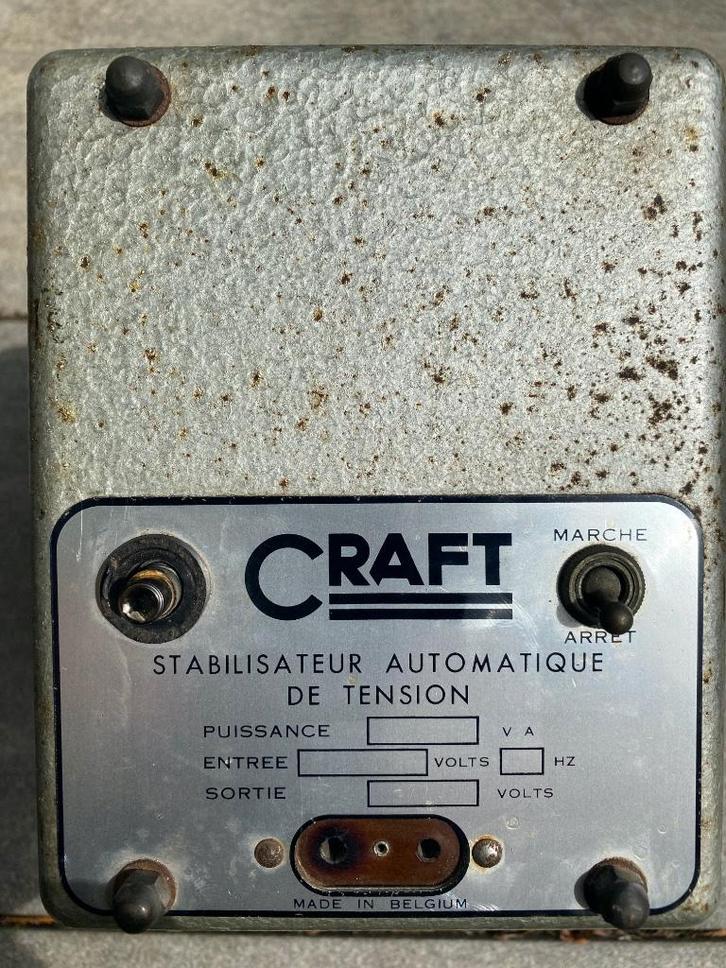 CRAFT
MARCHE
ARRET
STABILISATEUR AUTOMATIQUE
DE TENSION
PUISSANCE V A
ENTREE VOLTS HZ
SORTIE VOLTS
MADE IN BELGIUM